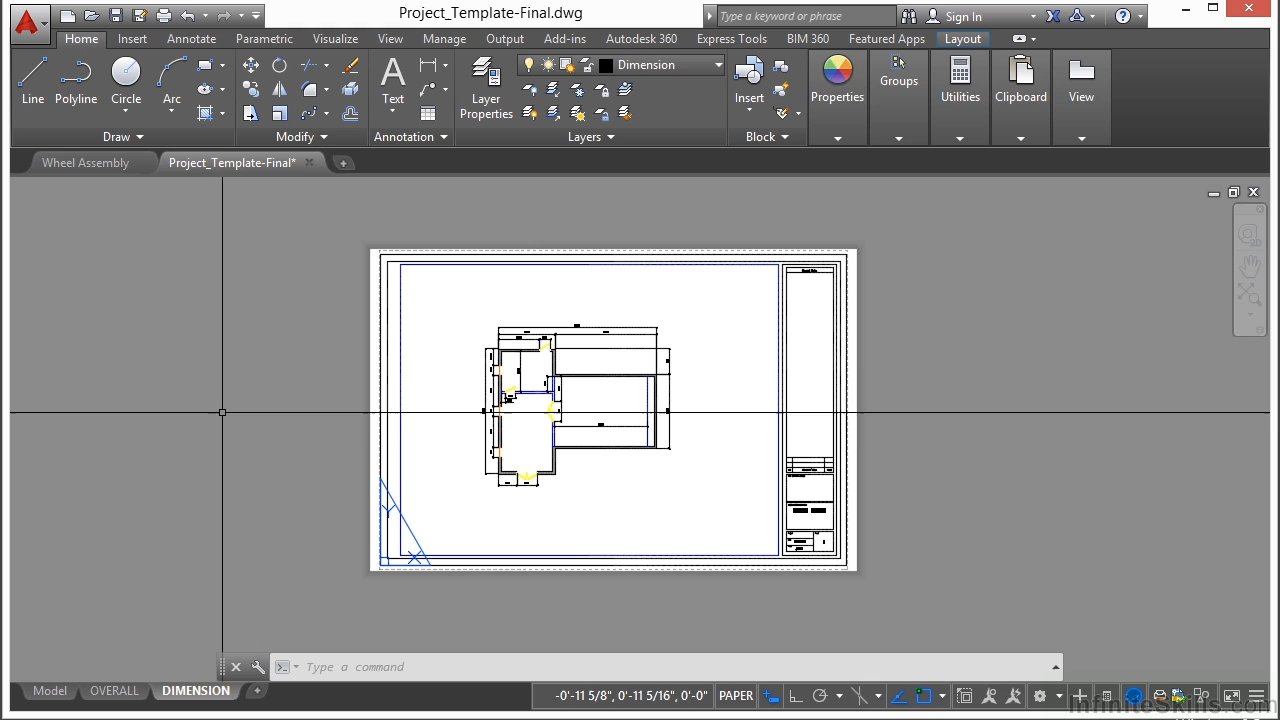 Project_Template-Final.dwg
Type a keyword or phrase
Sign In
Home Insert Annotate Parametric Visualize View Manage Output Add-ins Autodesk 360 Express Tools BIM 360 Featured Apps Layout
Line Polyline Circle Arc
Text
Layer
Properties
Dimension
Insert
Properties
Groups
Utilities
Clipboard
View
Draw Modify Annotation Layers Block
Wheel Assembly Project_Template-Final*
Type a command
Model OVERALL DIMENSION
-0'-11 5/8", 0'-11 5/16", 0'-0" PAPER
InfiniteSkills.com